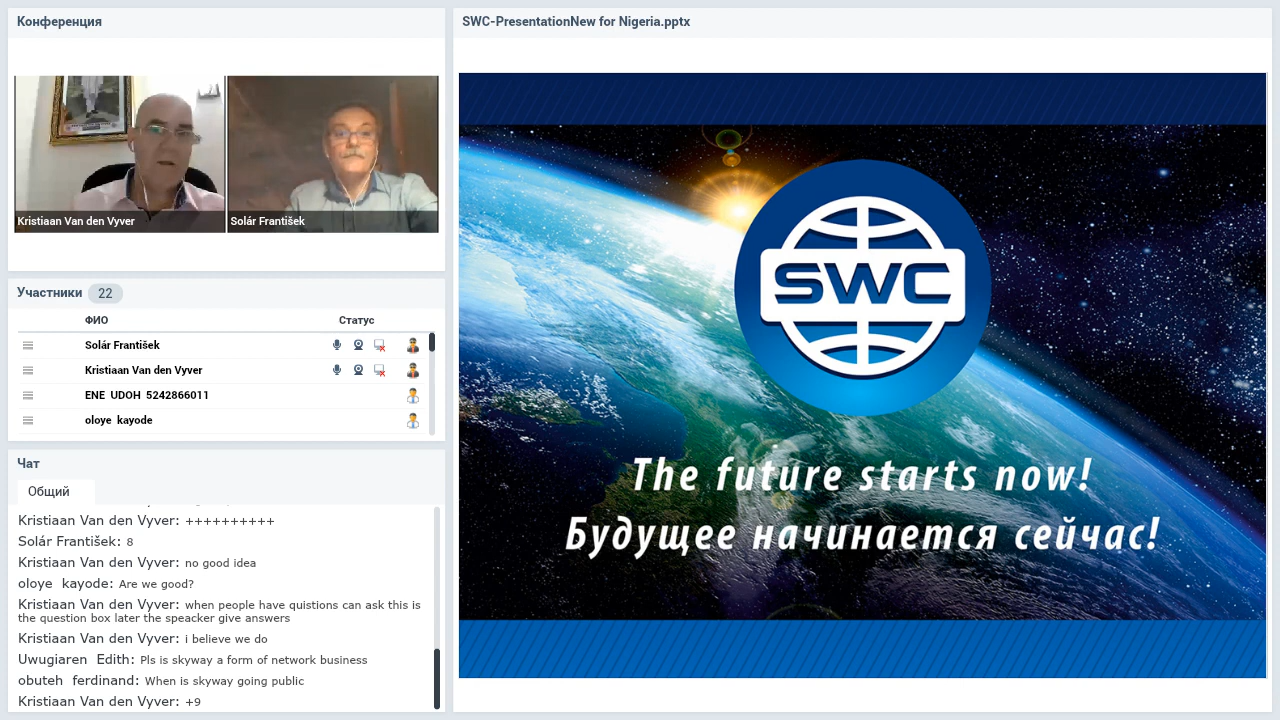 Конференция
Kristiaan Van den Vyver
Solár František
Участники 22
ФИО Статус
Solár František
Kristiaan Van den Vyver
ENE UDOH 5242866011
oloye kayode
Чат
Общий
Kristiaan Van den Vyver: ++++++++++
Solár František: 8
Kristiaan Van den Vyver: no good idea
oloye kayode: Are we good?
Kristiaan Van den Vyver: when people have quistions can ask this is
the question box later the speacker give answers
Kristiaan Van den Vyver: i believe we do
Uwugiaren Edith: Pls is skyway a form of network business
obuteh ferdinand: When is skyway going public
Kristiaan Van den Vyver: +9
SWC-PresentationNew for Nigeria.pptx
SWC
The future starts now!
Будущее начинается сейчас!